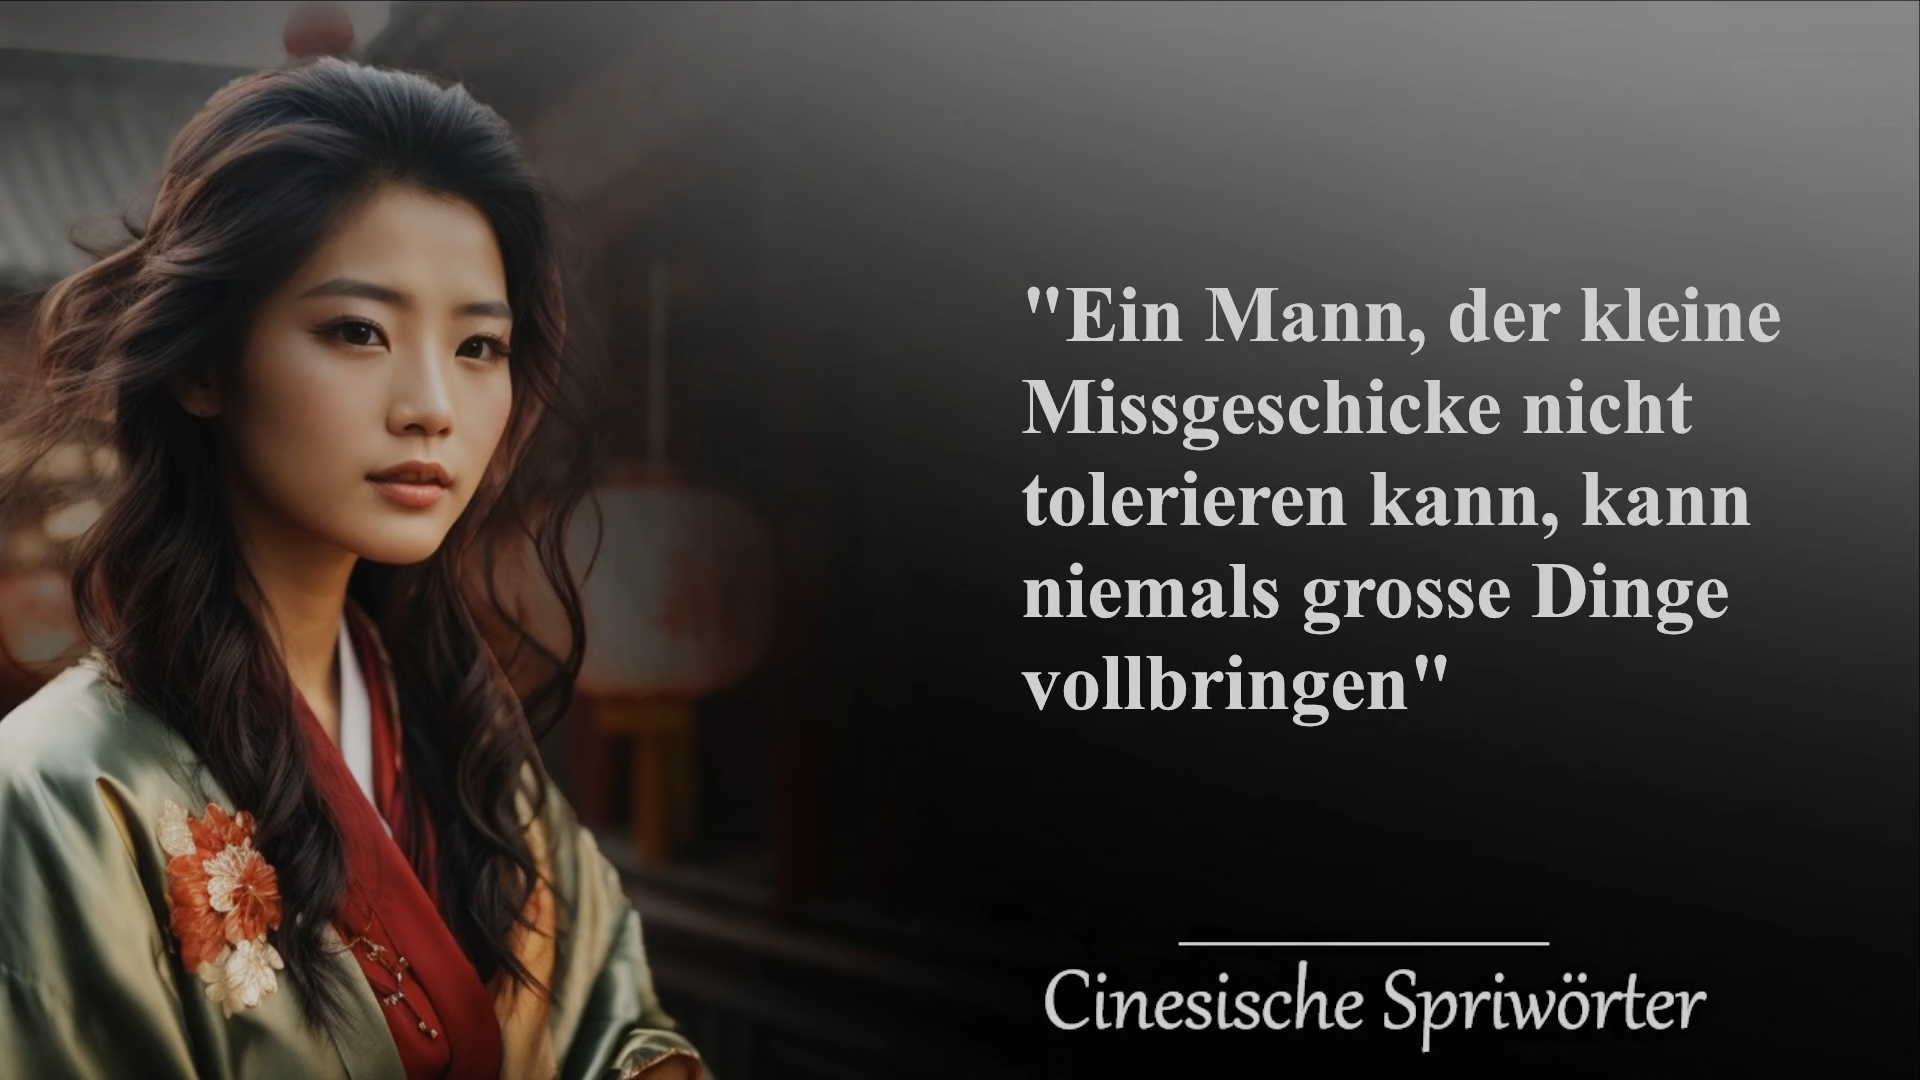 "Ein Mann, der kleine
Missgeschicke nicht
tolerieren kann, kann
niemals grosse Dinge
vollbringen"
Cinesische Spriwörter